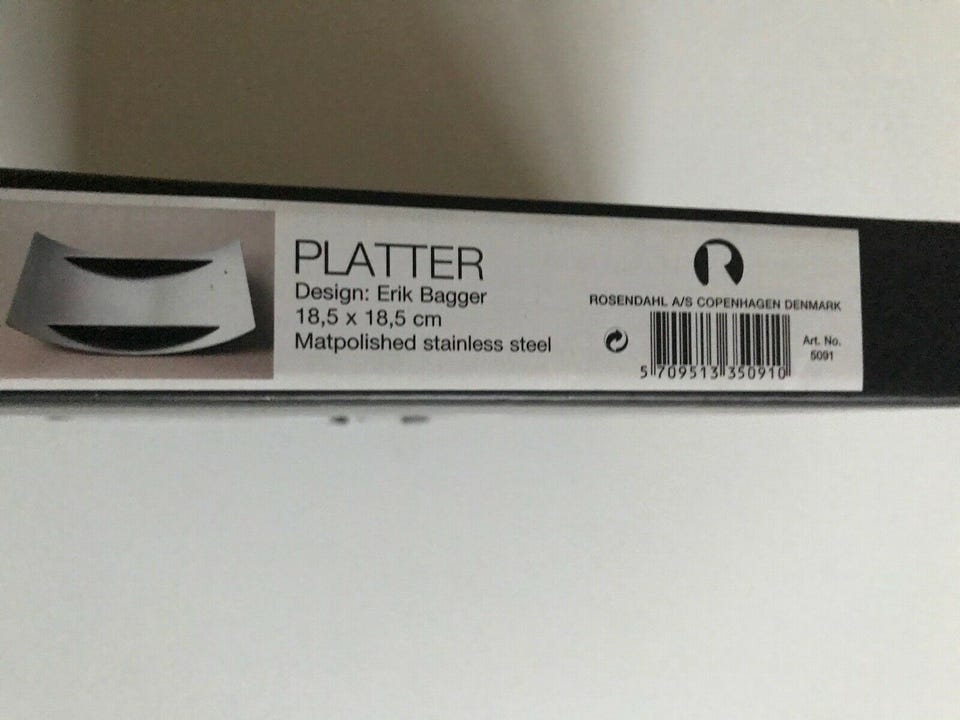 PLATTER
Design: Erik Bagger
18,5 x 18,5 cm
Matpolished stainless steel
ROSENDAHL A/S COPENHAGEN DENMARK
Art. No.
5091
5 709513 350910